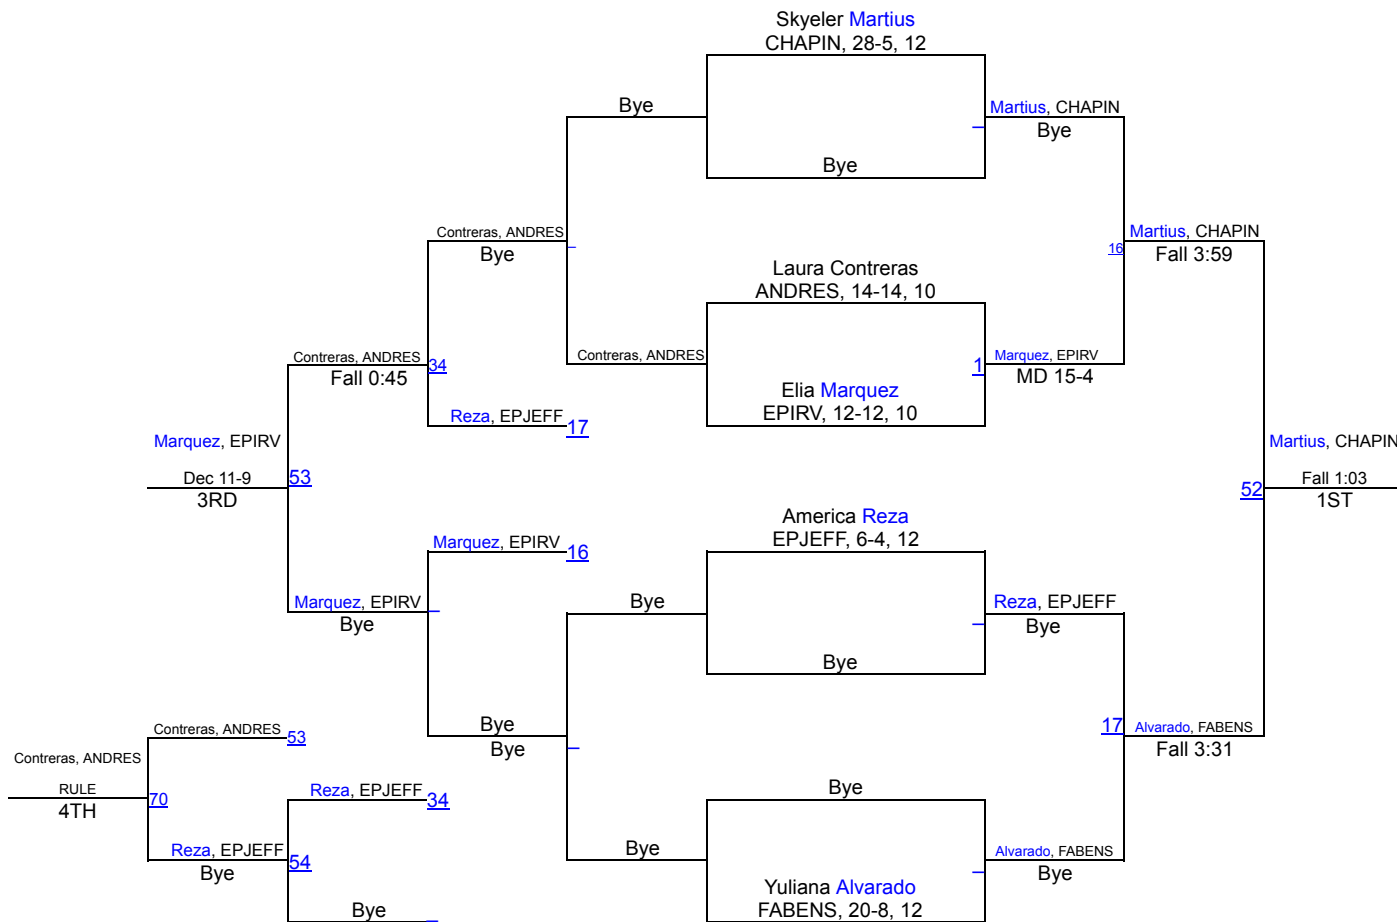 Skyeler Martius
CHAPIN, 28-5, 12
Bye
Martius, CHAPIN
Bye
Bye
Contreras, ANDRES
Bye
Martius, CHAPIN
16
Fall 3:59
Laura Contreras
ANDRES, 14-14, 10
Contreras, ANDRES
34
Fall 0:45
Contreras, ANDRES
1
Marquez, EPIRV
MD 15-4
Elia Marquez
EPIRV, 12-12, 10
Reza, EPJEFF
17
Marquez, EPIRV
Dec 11-9
53
3RD
Martius, CHAPIN
52
Fall 1:03
1ST
America Reza
EPJEFF, 6-4, 12
Marquez, EPIRV
16
Marquez, EPIRV
Bye
Bye
Reza, EPJEFF
Bye
Bye
Bye
Bye
17
Alvarado, FABENS
Fall 3:31
Contreras, ANDRES
53
Contreras, ANDRES
RULE
70
4TH
Reza, EPJEFF
34
Bye
Reza, EPJEFF
54
Bye
Bye
Alvarado, FABENS
Bye
Yuliana Alvarado
FABENS, 20-8, 12
Bye